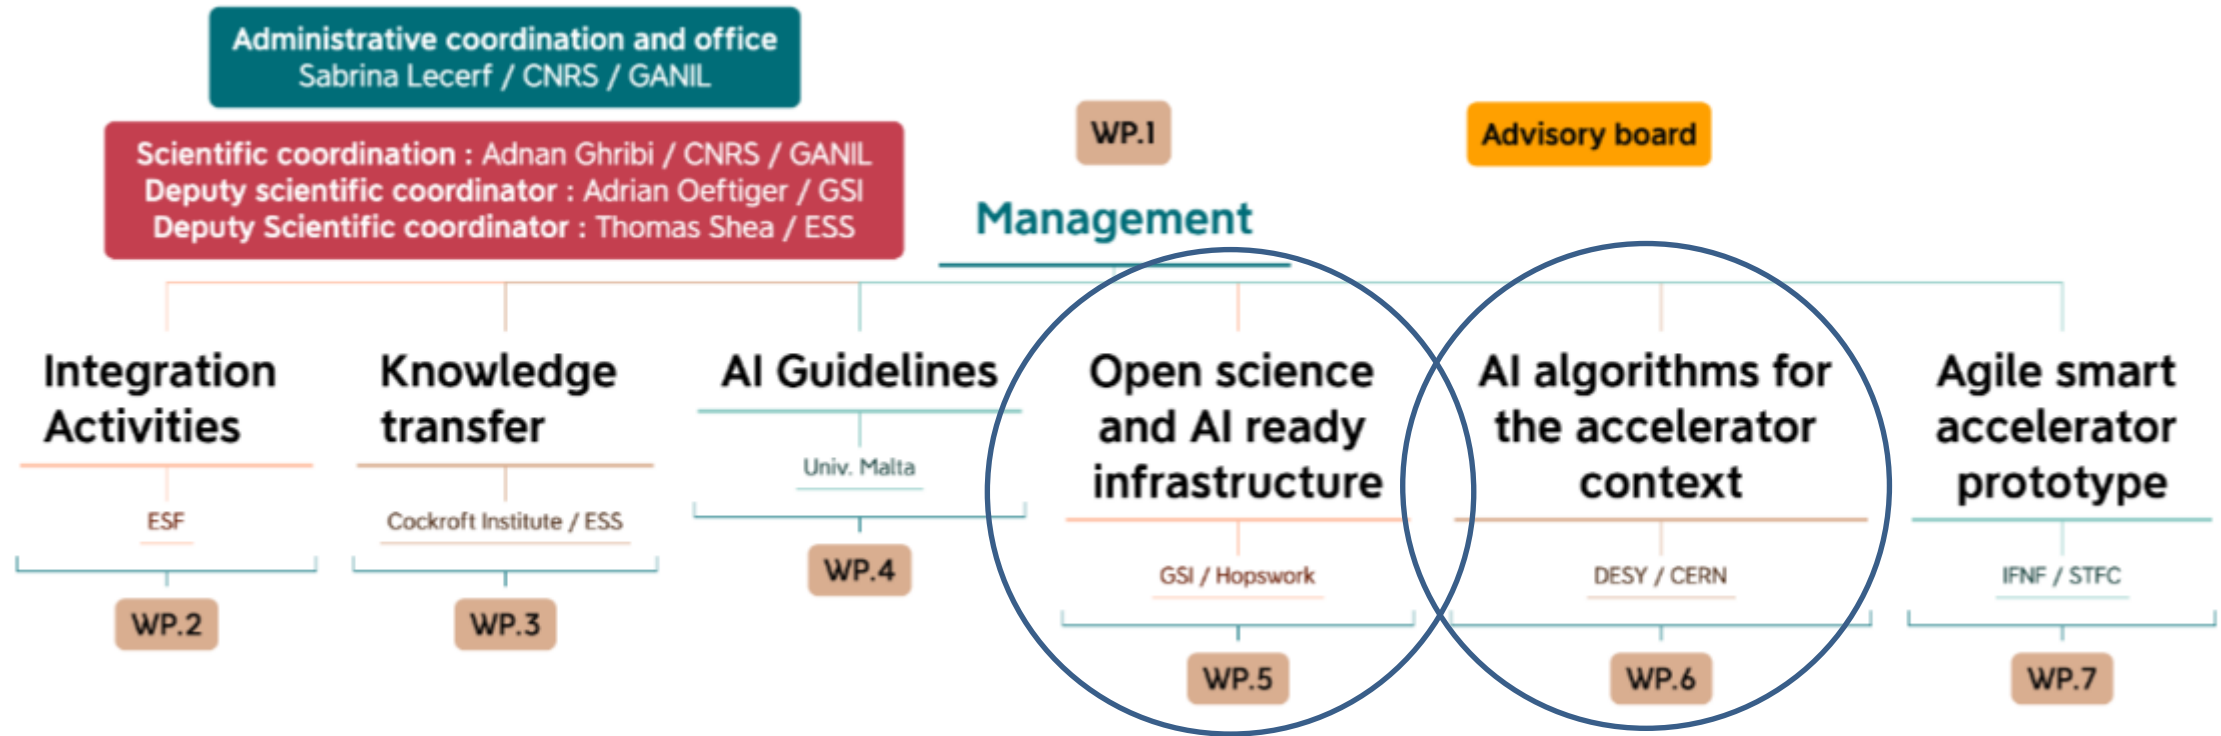 Administrative coordination and office
Sabrina Lecerf / CNRS / GANIL
Scientific coordination : Adnan Ghribi / CNRS / GANIL
Deputy scientific coordinator : Adrian Oeftiger / GSI
Deputy Scientific coordinator : Thomas Shea / ESS
WP.1
Advisory board
Management
Integration
Activities
ESF
WP.2
Knowledge
transfer
Cockroft Institute / ESS
WP.3
AI Guidelines
Univ. Malta
WP.4
Open science
and AI ready
infrastructure
GSI / Hopswork
WP.5
AI algorithms for
the accelerator
context
DESY / CERN
WP.6
Agile smart
accelerator
prototype
IFNF / STFC
WP.7